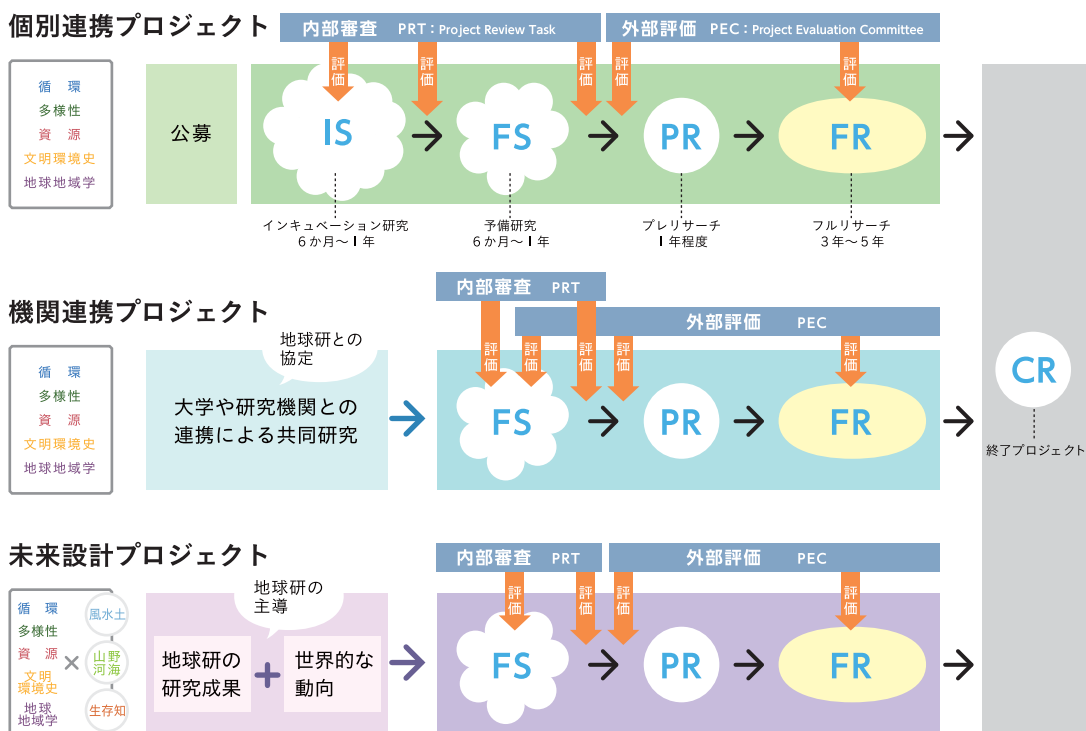 個別連携プロジェクト
内部審査 PRT：Project Review Task
外部評価 PEC：Project Evaluation Committee
評価
評価
評価
評価
評価
循　環
多様性
資　源
文明環境史
地球地域学
公募
IS
FS
PR
FR
インキュベーション研究
6か月〜1年
予備研究
6か月〜1年
プレリサーチ
1年程度
フルリサーチ
3年〜5年
機関連携プロジェクト
内部審査 PRT
外部評価 PEC
評価
評価
評価
評価
評価
循　環
多様性
資　源
文明環境史
地球地域学
地球研との
協定
大学や研究機関との
連携による共同研究
FS
PR
FR
CR
終了プロジェクト
未来設計プロジェクト
内部審査 PRT
外部評価 PEC
評価
評価
評価
評価
循　環
多様性
資　源
文明
環境史
地球
地域学
×
風水土
山野
河海
生存知
地球研の
主導
地球研の
研究成果
+
世界的な
動向
FS
PR
FR